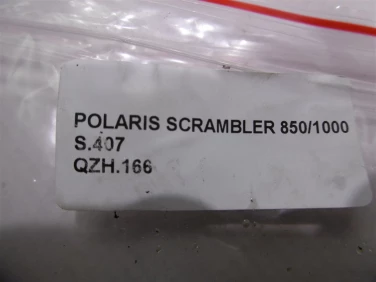 POLARIS SCRAMBLER 850/1000
S.407
QZH.166